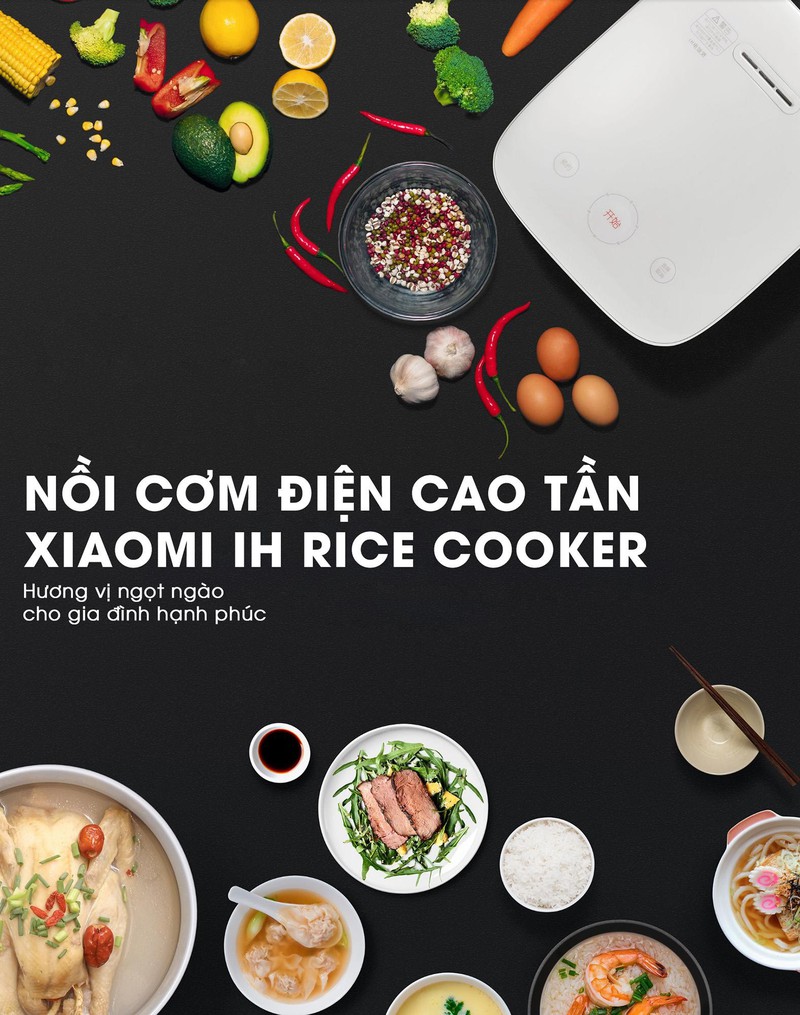 开始
NỒI CƠM ĐIỆN CAO TẦN
XIAOMI IH RICE COOKER
Hương vị ngọt ngào
cho gia đình hạnh phúc